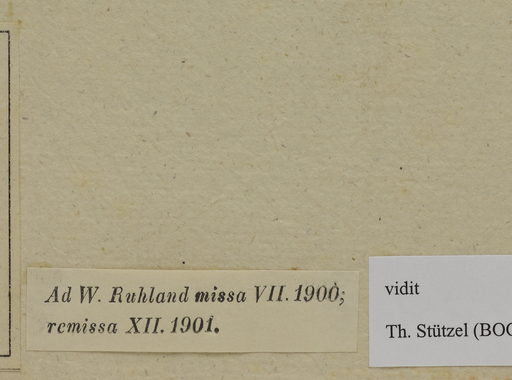 Ad W. Ruhland missa VII. 1900;
remissa XII. 1901.
vidit
Th. Stützel (BOC